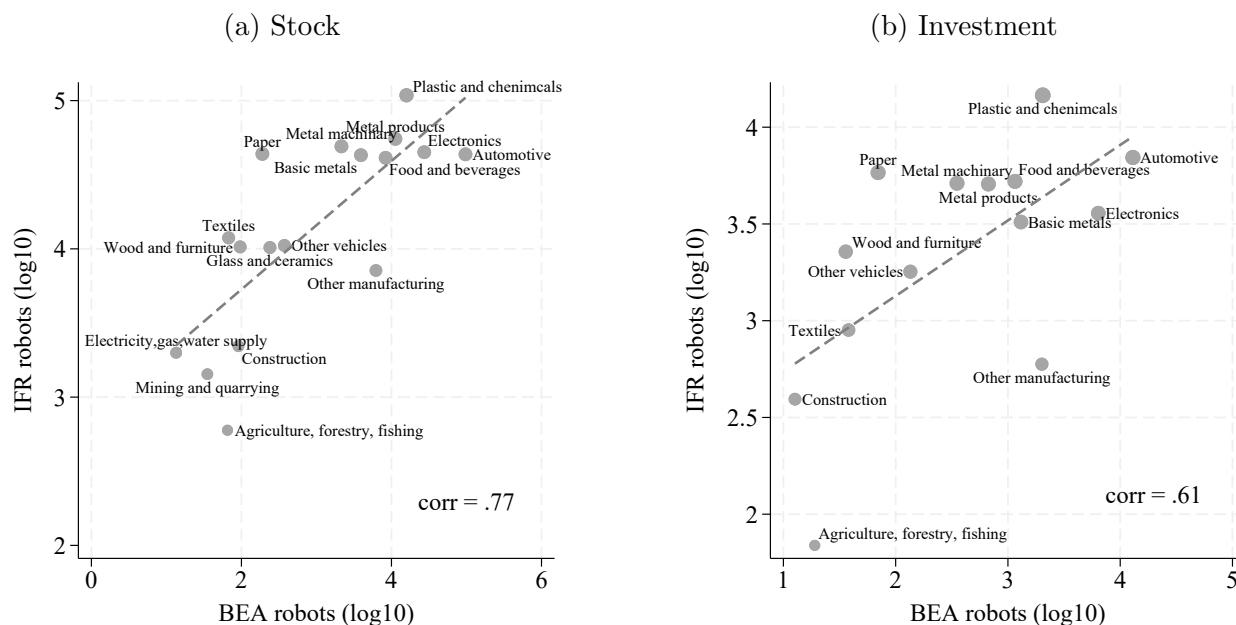 (a) Stock
IFR robots (log10)
5
4
3
2
Plastic and chenimcals
Metal products
Metal machinary
Electronics
Paper
Basic metals
Automotive
Food and beverages
Textiles
Wood and furniture
Other vehicles
Glass and ceramics
Other manufacturing
Electricity,gas,water supply
Construction
Mining and quarrying
Agriculture, forestry, fishing
corr = .77
0 2 4 6
BEA robots (log10)
(b) Investment
IFR robots (log10)
4
3.5
3
2.5
2
Plastic and chenimcals
Paper
Automotive
Metal machinary
Food and beverages
Metal products
Electronics
Basic metals
Wood and furniture
Other vehicles
Textiles
Other manufacturing
Construction
corr = .61
Agriculture, forestry, fishing
1 2 3 4 5
BEA robots (log10)